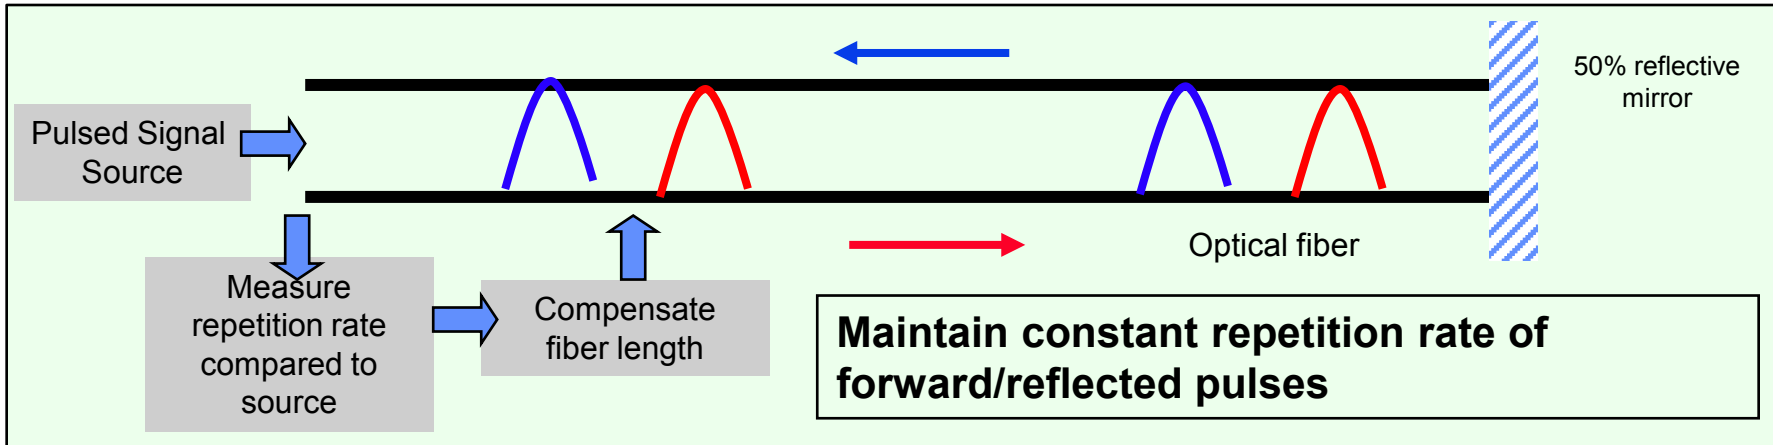 50% reflective
mirror
Pulsed Signal
Source
Optical fiber
Measure
repetition rate
compared to
source
Compensate
fiber length
Maintain constant repetition rate of
forward/reflected pulses